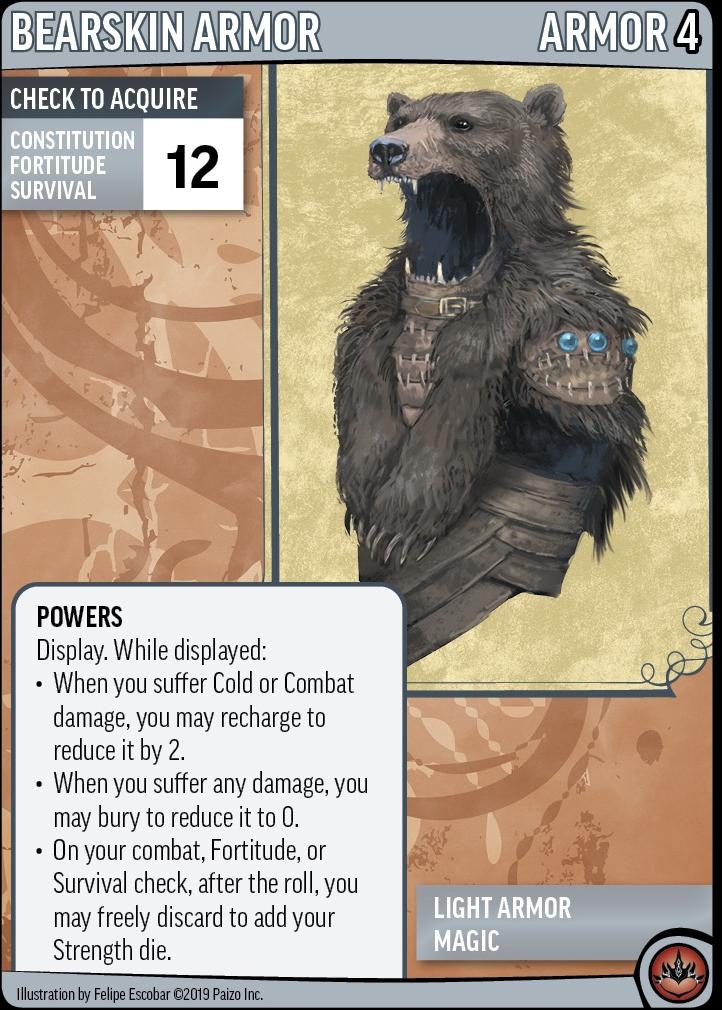 BEARSKIN ARMOR
ARMOR 4
CHECK TO ACQUIRE
CONSTITUTION
FORTITUDE
SURVIVAL
12
POWERS
Display. While displayed:
• When you suffer Cold or Combat
damage, you may recharge to
reduce it by 2.
• When you suffer any damage, you
may bury to reduce it to 0.
• On your combat, Fortitude, or
Survival check, after the roll, you
may freely discard to add your
Strength die.
LIGHT ARMOR
MAGIC
Illustration by Felipe Escobar ©2019 Paizo Inc.